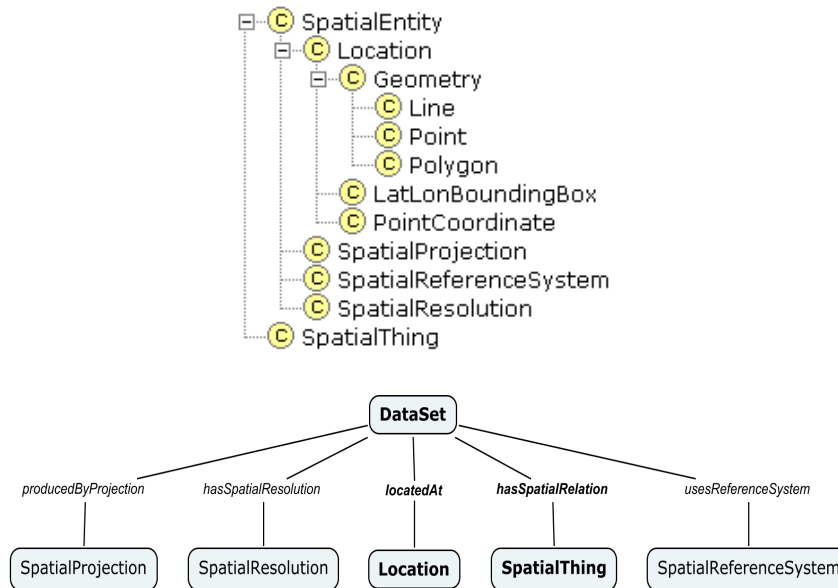 C SpatialEntity
C Location
C Geometry
C Line
C Point
C Polygon
C LatLonBoundingBox
C PointCoordinate
C SpatialProjection
C SpatialReferenceSystem
C SpatialResolution
C SpatialThing
DataSet
producedByProjection hasSpatialResolution locatedAt hasSpatialRelation usesReferenceSystem
SpatialProjection SpatialResolution Location SpatialThing SpatialReferenceSystem